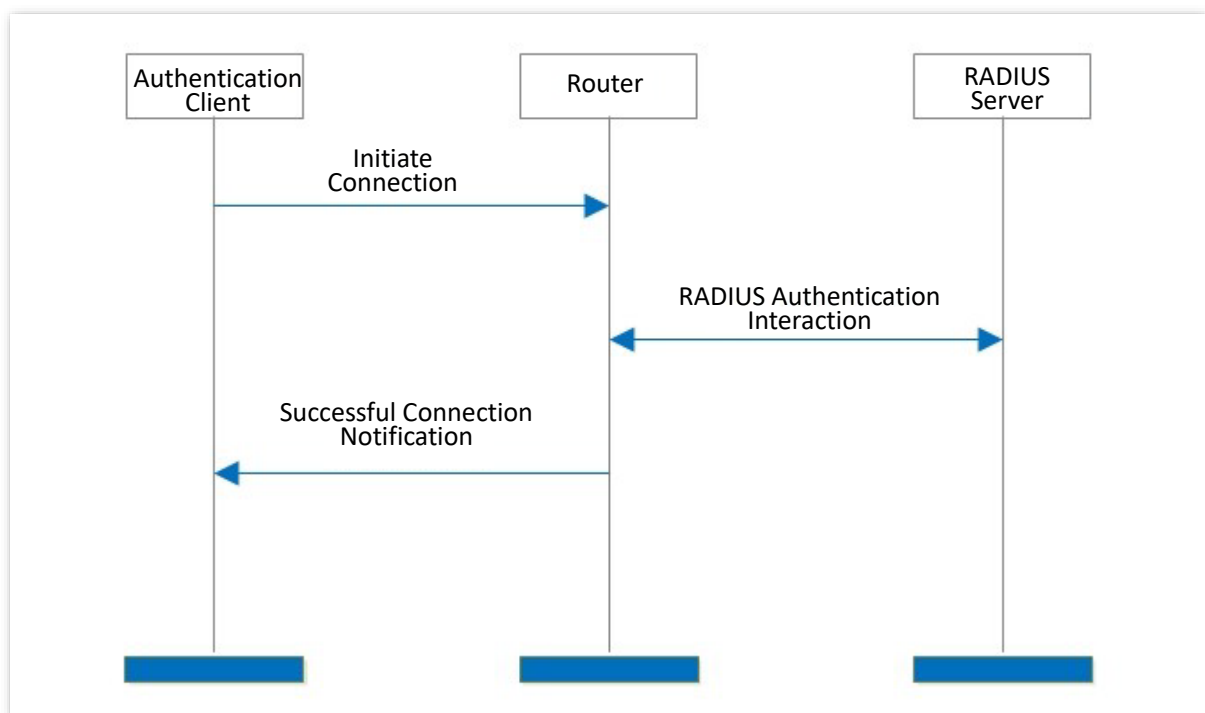 Authentication
Client
Router
RADIUS
Server
Initiate
Connection
RADIUS Authentication
Interaction
Successful Connection
Notification